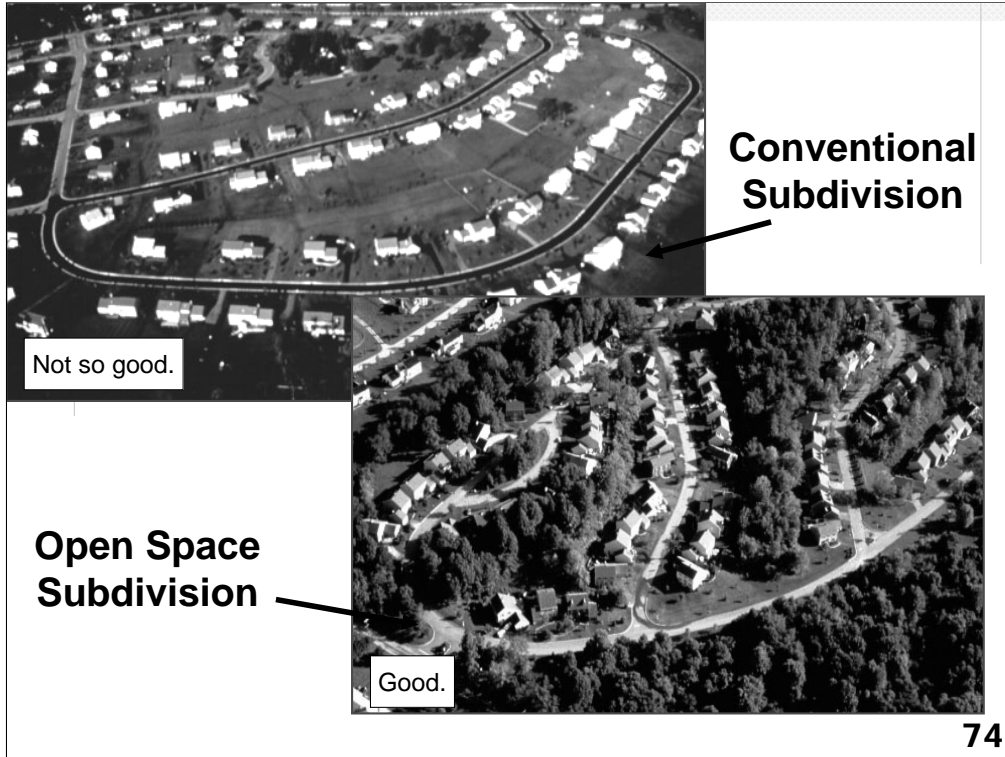 Conventional
Subdivision
Not so good.
Open Space
Subdivision
Good.
74